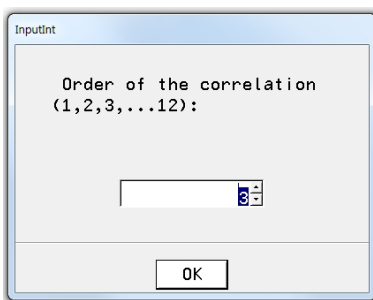 InputInt
Order of the correlation
(1,2,3,...12):
3
OK